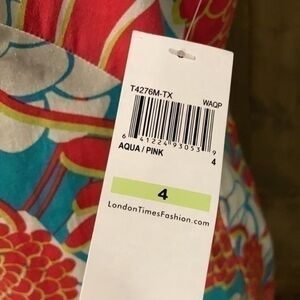 T4276M-TX
WAQP
6 41224 93053 9
AQUA / PINK
4
4
LondonTimesFashion.com